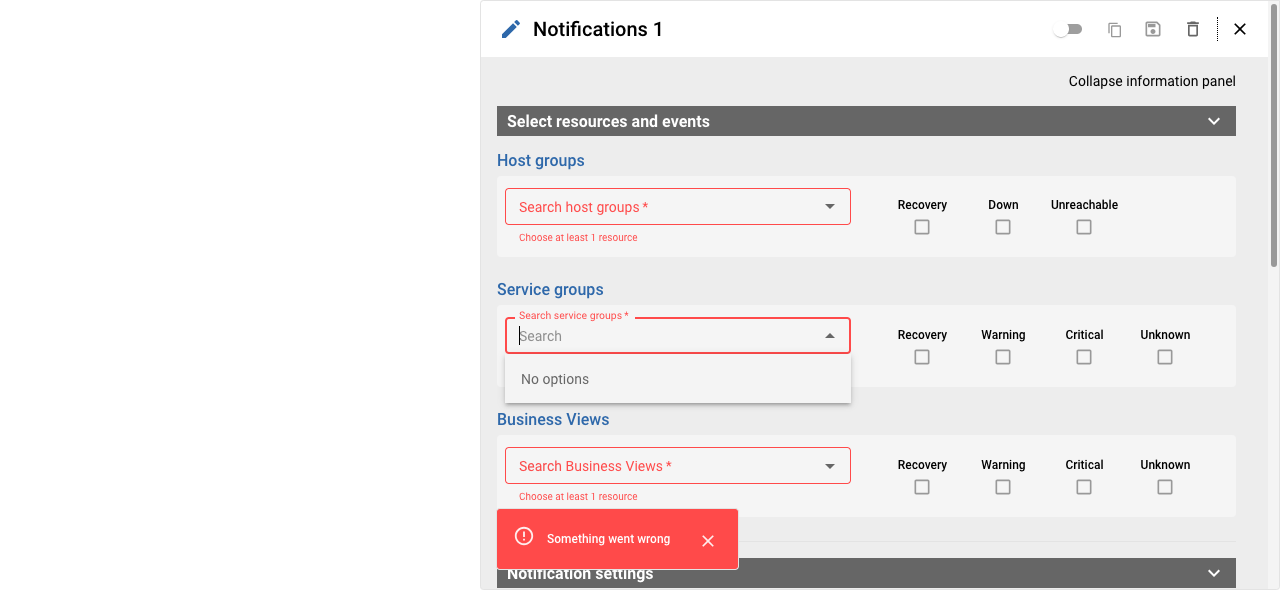 Notifications 1
Collapse information panel
Select resources and events
Host groups
Search host groups *
Choose at least 1 resource
Recovery
Down
Unreachable
Service groups
Search service groups *
Search
No options
Recovery
Warning
Critical
Unknown
Business Views
Search Business Views *
Choose at least 1 resource
Recovery
Warning
Critical
Unknown
Something went wrong
Notification settings